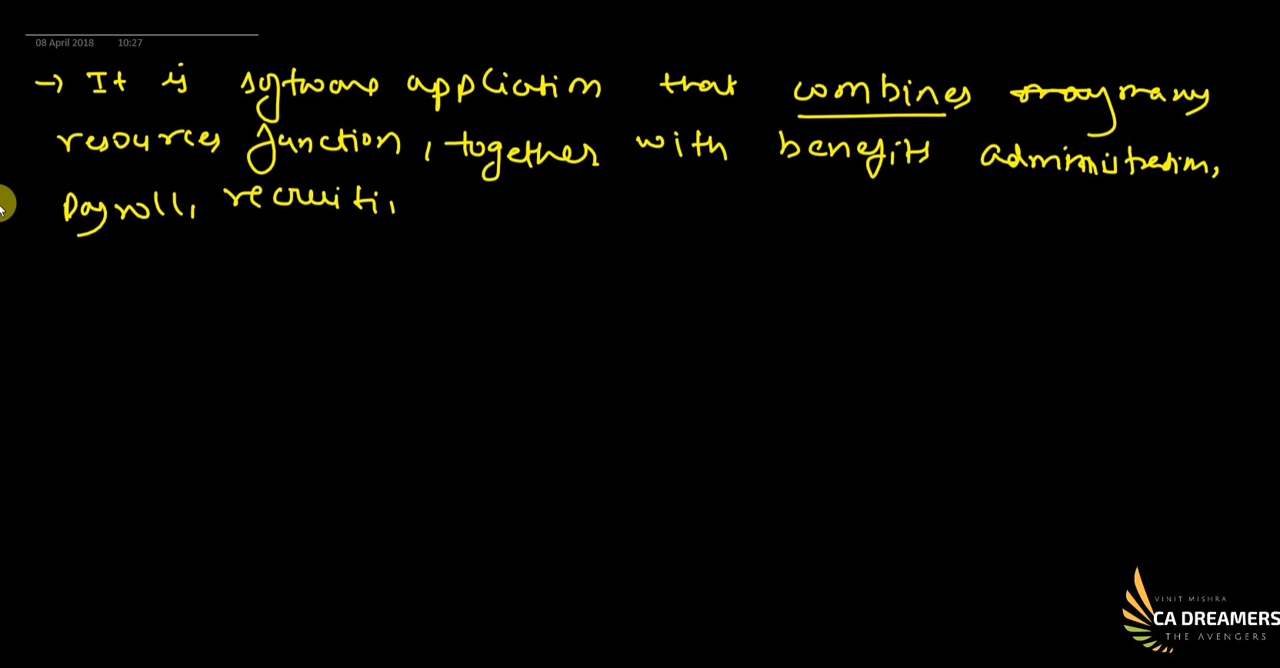 08 April 2018 10:27
→ It is software application that combines many
resources function, together with benefits administration,
Payroll, recruiti,
VINIT MISHRA
CA DREAMERS
THE AVENGERS